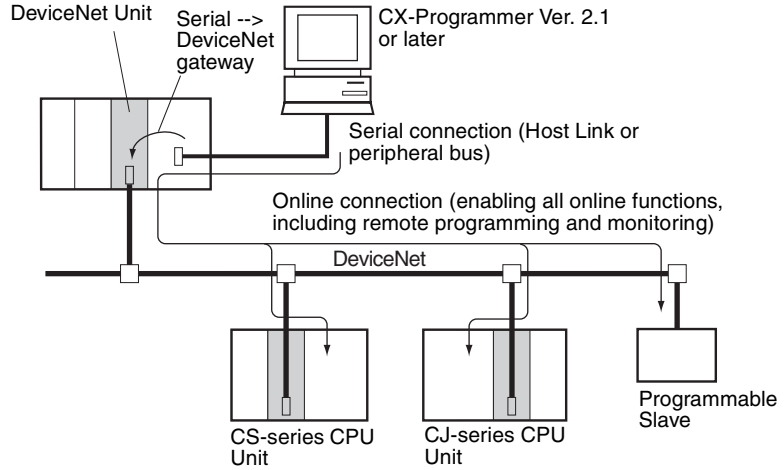 DeviceNet Unit
Serial -->
DeviceNet
gateway
CX-Programmer Ver. 2.1
or later
Serial connection (Host Link or
peripheral bus)
Online connection (enabling all online functions,
including remote programming and monitoring)
DeviceNet
CS-series CPU
Unit
CJ-series CPU
Unit
Programmable
Slave